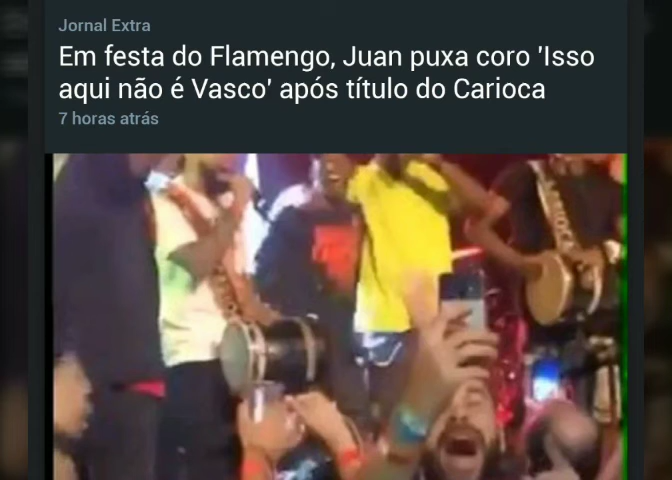 Jornal Extra
Em festa do Flamengo, Juan puxa coro 'Isso
aqui não é Vasco' após título do Carioca
7 horas atrás